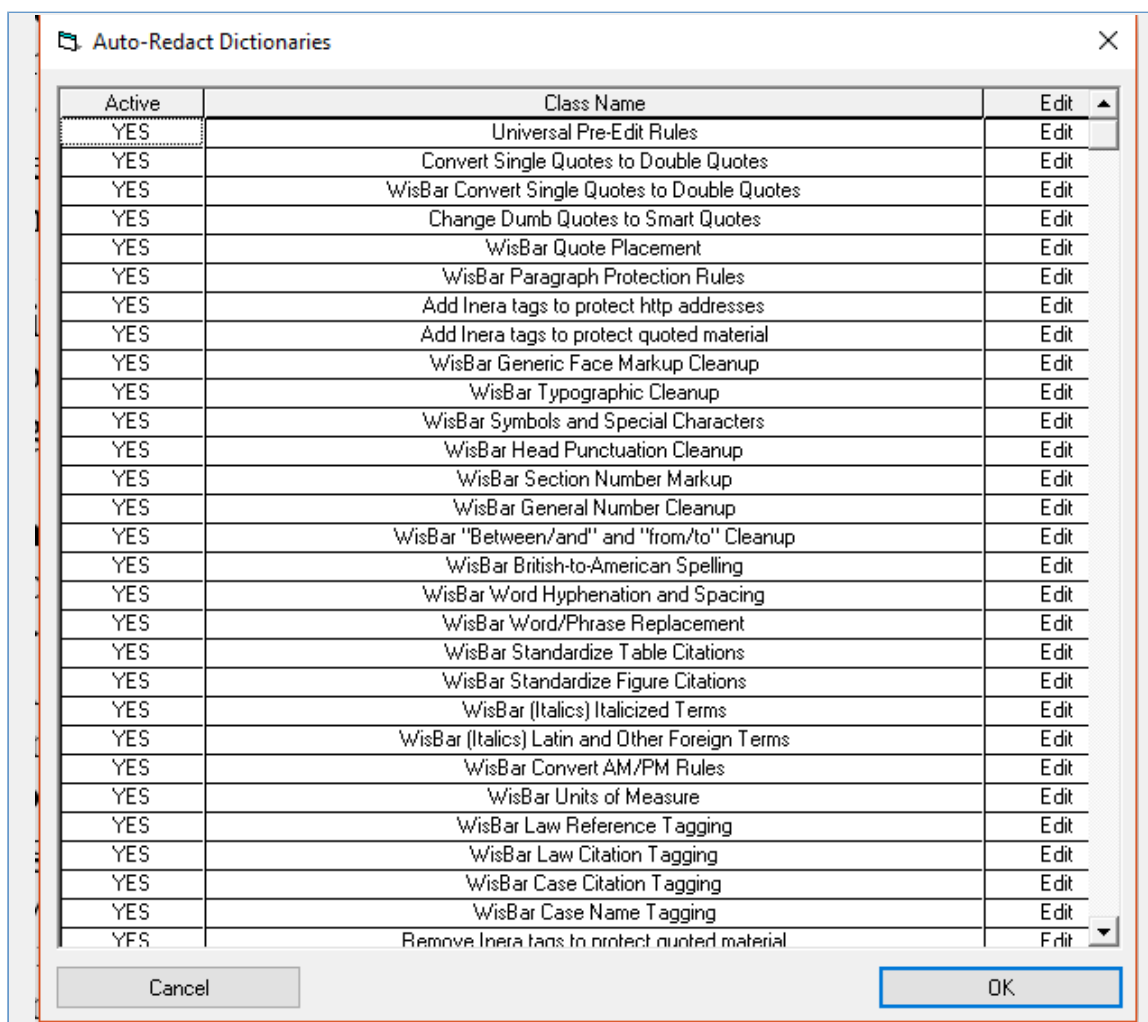 Auto-Redact Dictionaries
Active Class Name Edit
YES Universal Pre-Edit Rules Edit
YES Convert Single Quotes to Double Quotes Edit
YES WisBar Convert Single Quotes to Double Quotes Edit
YES Change Dumb Quotes to Smart Quotes Edit
YES WisBar Quote Placement Edit
YES WisBar Paragraph Protection Rules Edit
YES Add Inera tags to protect http addresses Edit
YES Add Inera tags to protect quoted material Edit
YES WisBar Generic Face Markup Cleanup Edit
YES WisBar Typographic Cleanup Edit
YES WisBar Symbols and Special Characters Edit
YES WisBar Head Punctuation Cleanup Edit
YES WisBar Section Number Markup Edit
YES WisBar General Number Cleanup Edit
YES WisBar "Between/and" and "from/to" Cleanup Edit
YES WisBar British-to-American Spelling Edit
YES WisBar Word Hyphenation and Spacing Edit
YES WisBar Word/Phrase Replacement Edit
YES WisBar Standardize Table Citations Edit
YES WisBar Standardize Figure Citations Edit
YES WisBar (Italics) Italicized Terms Edit
YES WisBar (Italics) Latin and Other Foreign Terms Edit
YES WisBar Convert AM/PM Rules Edit
YES WisBar Units of Measure Edit
YES WisBar Law Reference Tagging Edit
YES WisBar Law Citation Tagging Edit
YES WisBar Case Citation Tagging Edit
YES WisBar Case Name Tagging Edit
YES Remove Inera tags to protect quoted material Edit
Cancel OK